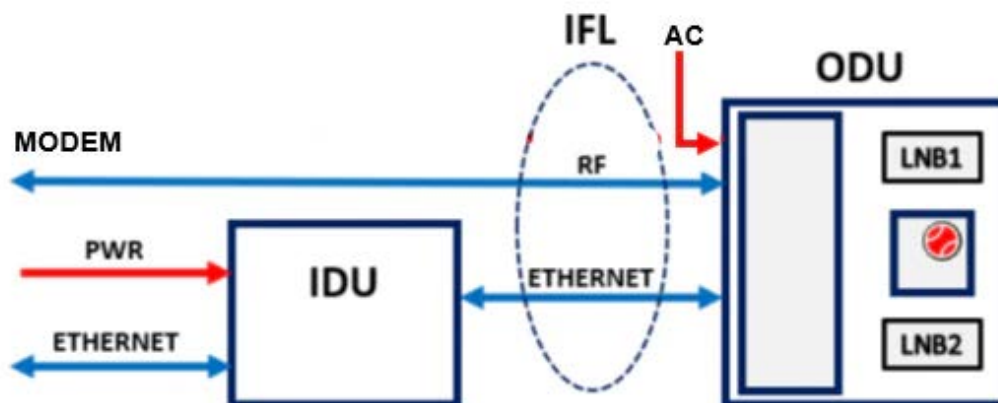 IFL
AC
ODU
MODEM
RF
LNB1
PWR
IDU
ETHERNET
ETHERNET
LNB2